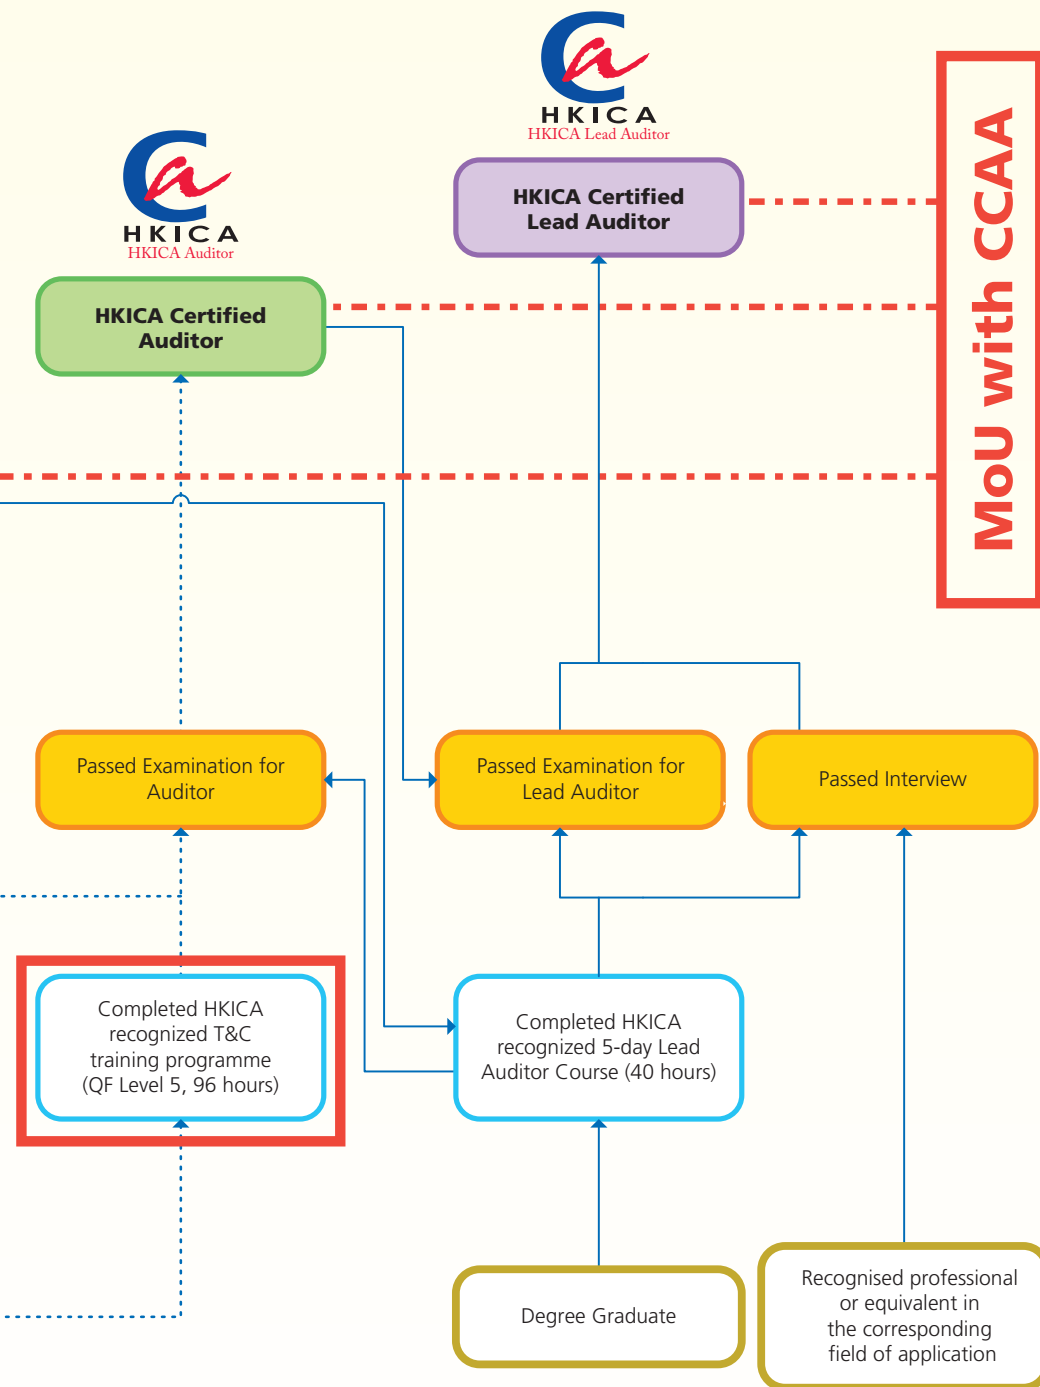 HKICA
HKICA Lead Auditor
HKICA
HKICA Auditor
HKICA Certified
Lead Auditor
HKICA Certified
Auditor
MoU with CCAA
Passed Examination for
Auditor
Passed Examination for
Lead Auditor
Passed Interview
Completed HKICA
recognized T&C
training programme
(QF Level 5, 96 hours)
Completed HKICA
recognized 5-day Lead
Auditor Course (40 hours)
Degree Graduate
Recognised professional
or equivalent in
the corresponding
field of application